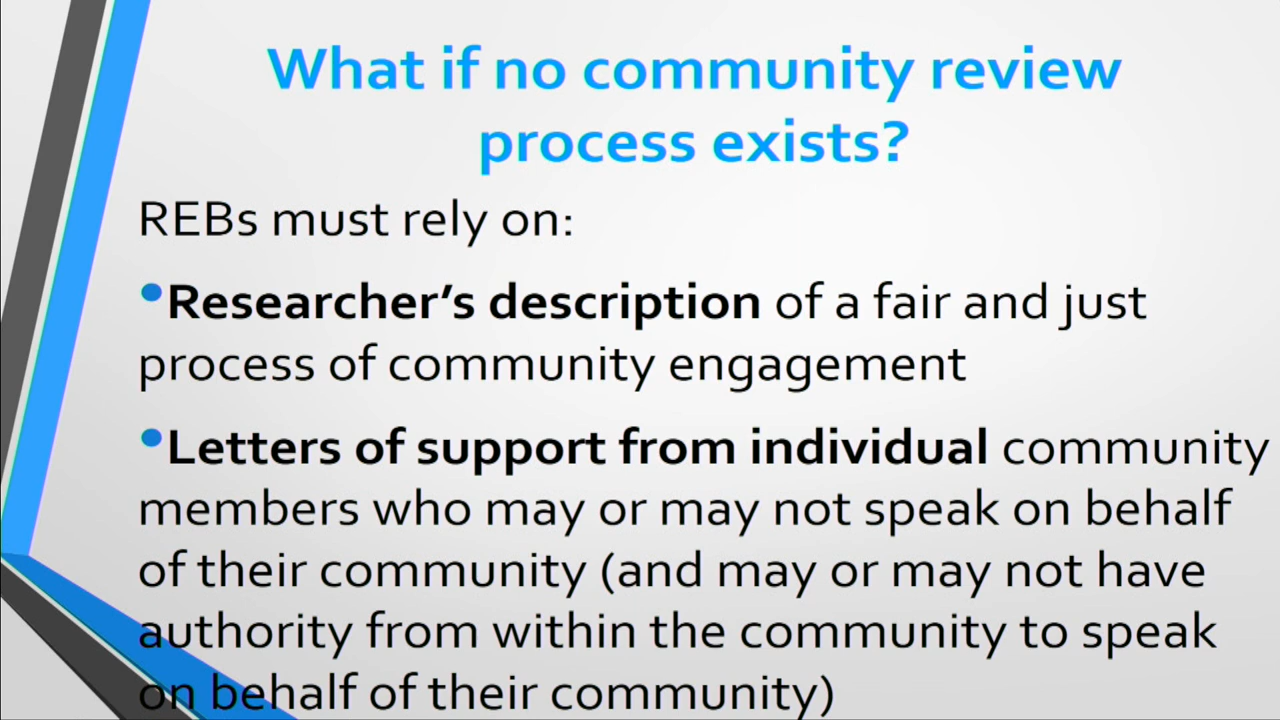 What if no community review
process exists?
REBs must rely on:
•Researcher’s description of a fair and just
process of community engagement
•Letters of support from individual community
members who may or may not speak on behalf
of their community (and may or may not have
authority from within the community to speak
on behalf of their community)